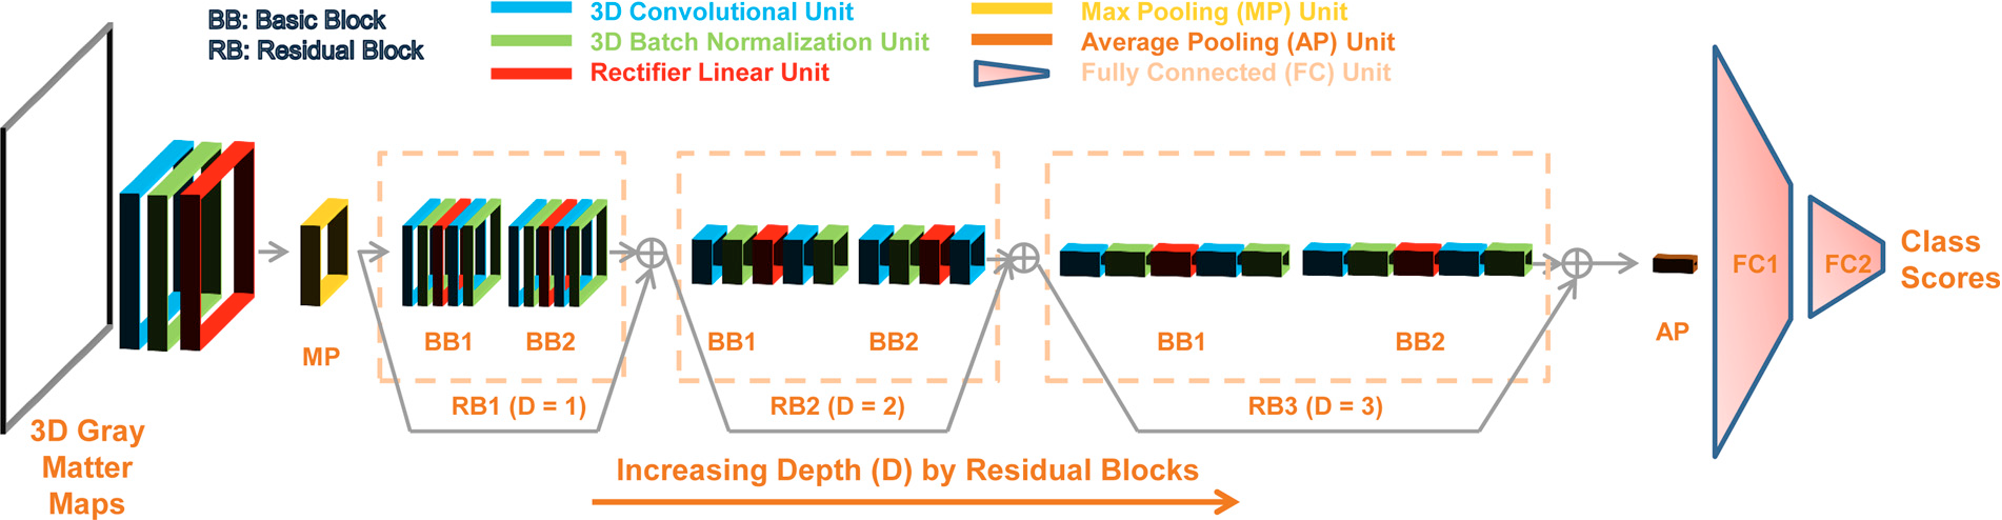 BB: Basic Block
RB: Residual Block
3D Convolutional Unit
3D Batch Normalization Unit
Rectifier Linear Unit
Max Pooling (MP) Unit
Average Pooling (AP) Unit
Fully Connected (FC) Unit
3D Gray
Matter
Maps
MP
BB1
BB2
RB1 (D = 1)
BB1
BB2
RB2 (D = 2)
BB1
BB2
RB3 (D = 3)
AP
FC1
FC2
Class
Scores
Increasing Depth (D) by Residual Blocks